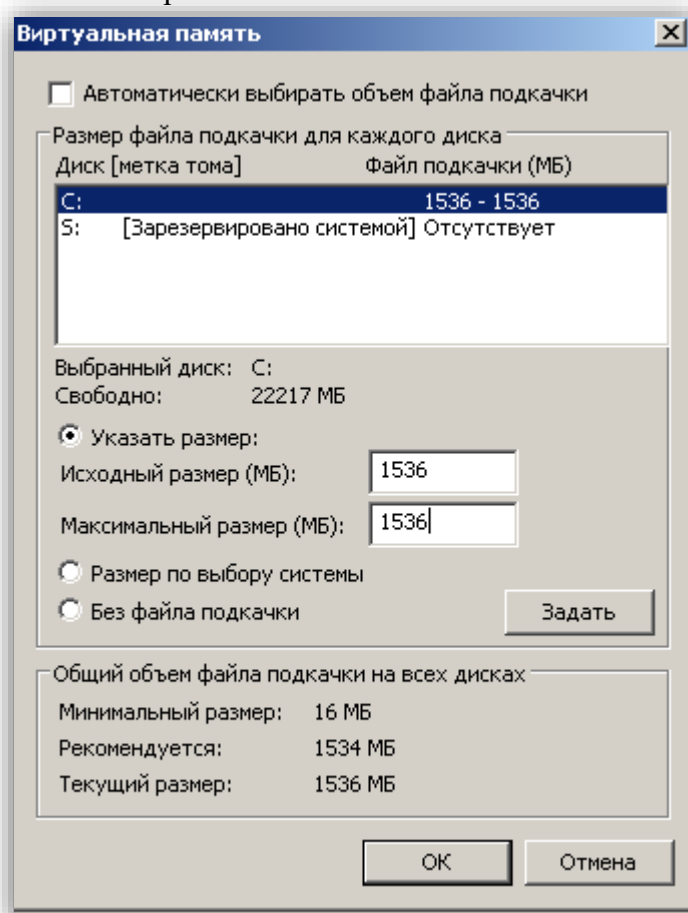 Виртуальная память
Автоматически выбирать объем файла подкачки
Размер файла подкачки для каждого диска
Диск [метка тома] Файл подкачки (МБ)
C: 1536 - 1536
S: [Зарезервировано системой] Отсутствует
Выбранный диск: C:
Свободно: 22217 МБ
Указать размер:
Исходный размер (МБ): 1536
Максимальный размер (МБ): 1536
Размер по выбору системы
Без файла подкачки Задать
Общий объем файла подкачки на всех дисках
Минимальный размер: 16 МБ
Рекомендуется: 1534 МБ
Текущий размер: 1536 МБ
ОК Отмена